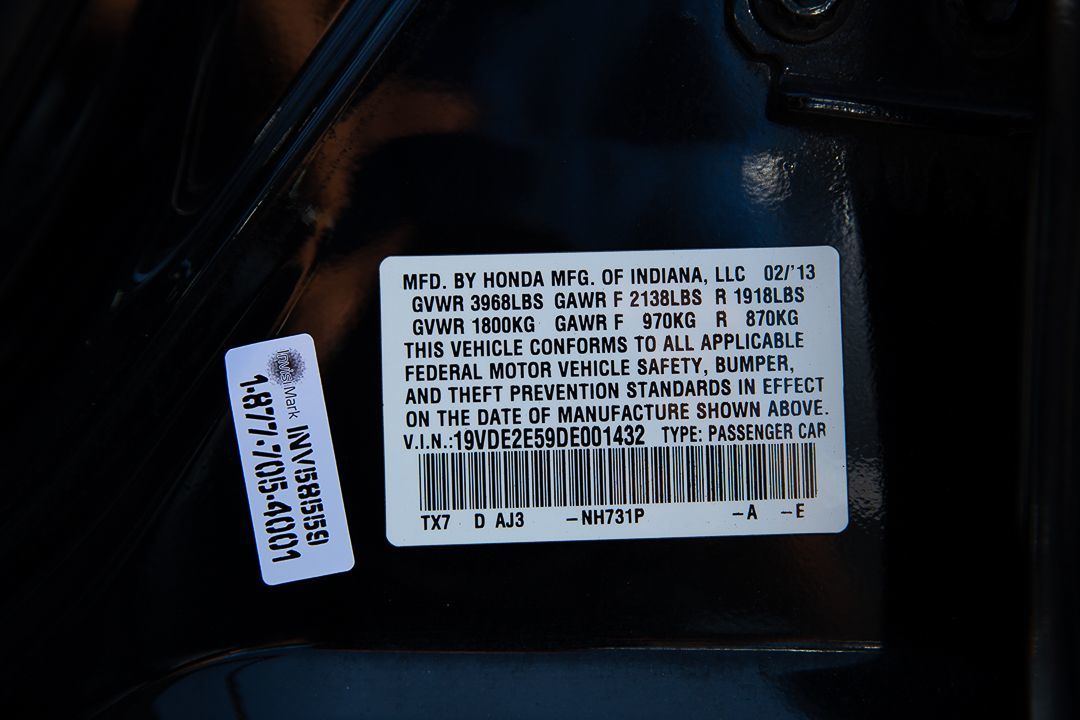 MFD. BY HONDA MFG. OF INDIANA, LLC 02/'13
GVWR 3968LBS GAWR F 2138LBS R 1918LBS
GVWR 1800KG GAWR F 970KG R 870KG
THIS VEHICLE CONFORMS TO ALL APPLICABLE
FEDERAL MOTOR VEHICLE SAFETY, BUMPER,
AND THEFT PREVENTION STANDARDS IN EFFECT
ON THE DATE OF MANUFACTURE SHOWN ABOVE.
V.I.N.:19VDE2E59DE001432 TYPE: PASSENGER CAR
TX7 D AJ3 –NH731P –A –E
InvisiMark INV1585159
1-877-705-4001